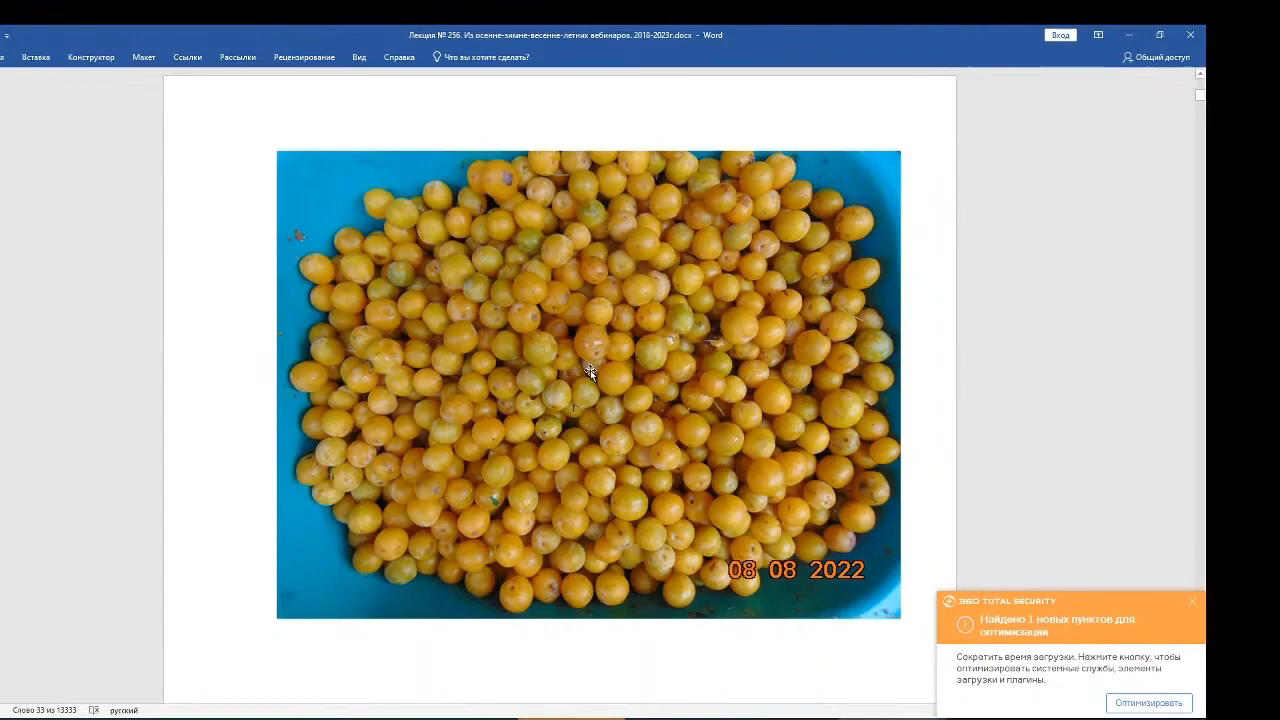 Лекция № 256. Из осенне-зимне-весенне-летних вебинаров. 2018-2023г.docx - Word
Вход
я Вставка Конструктор Макет Ссылки Рассылки Рецензирование Вид Справка Что вы хотите сделать? Общий доступ
08 08 2022
360 TOTAL SECURITY
Найдено 1 новых пунктов для
оптимизации
Сократить время загрузки. Нажмите кнопку, чтобы
оптимизировать системные службы, элементы
загрузки и плагины.
Оптимизировать
Слово 33 из 13333 русский